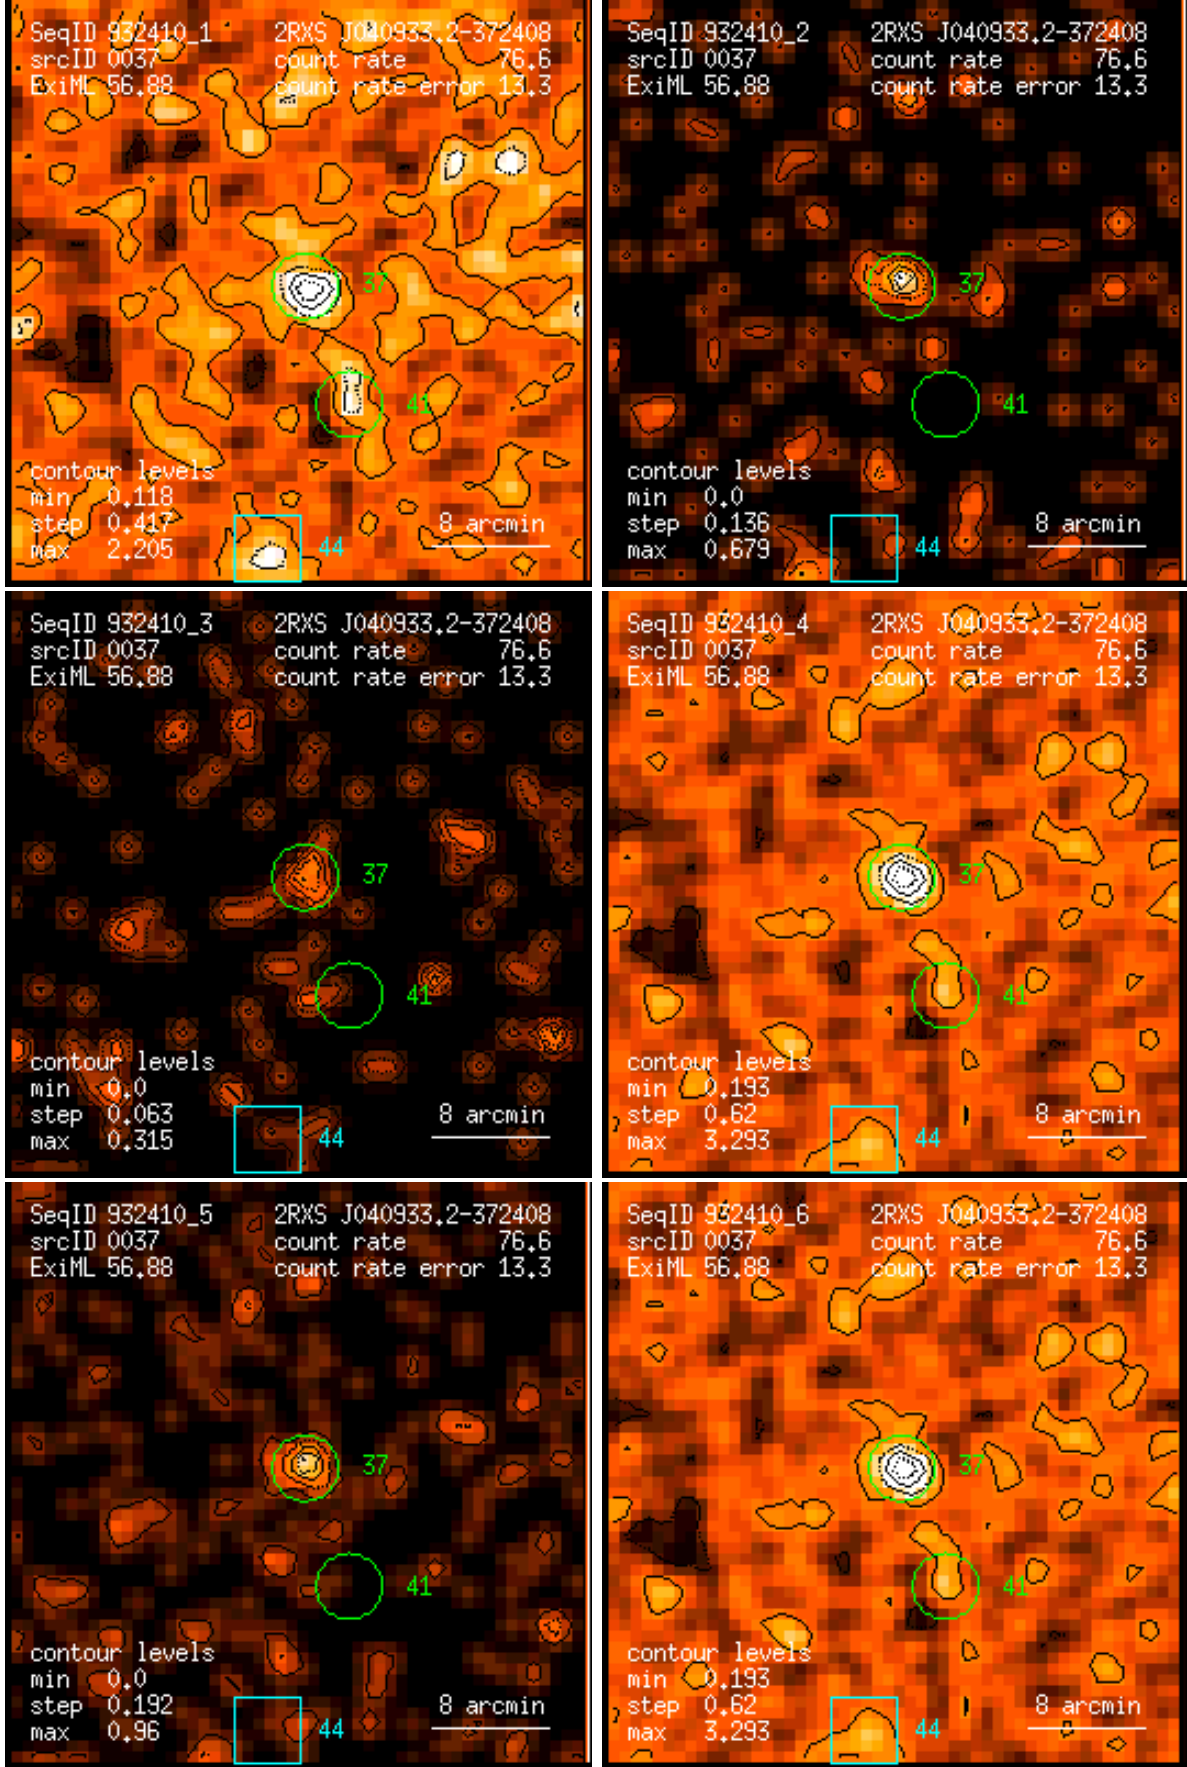 SeqID 932410_1 2RXS J040933.2-372408
srcID 0037 count rate 76.6
ExiML 56.88 count rate error 13.3
37
41
contour levels
min 0.118
step 0.417 8 arcmin
max 2.205 44
SeqID 932410_2 2RXS J040933.2-372408
srcID 0037 count rate 76.6
ExiML 56.88 count rate error 13.3
37
41
contour levels
min 0.0
step 0.136 8 arcmin
max 0.679 44
SeqID 932410_3 2RXS J040933.2-372408
srcID 0037 count rate 76.6
ExiML 56.88 count rate error 13.3
37
41
contour levels
min 0.0
step 0.063 8 arcmin
max 0.315 44
SeqID 932410_4 2RXS J040933.2-372408
srcID 0037 count rate 76.6
ExiML 56.88 count rate error 13.3
37
41
contour levels
min 0.193
step 0.62 8 arcmin
max 3.293 44
SeqID 932410_5 2RXS J040933.2-372408
srcID 0037 count rate 76.6
ExiML 56.88 count rate error 13.3
37
41
contour levels
min 0.0
step 0.192 8 arcmin
max 0.96 44
SeqID 932410_6 2RXS J040933.2-372408
srcID 0037 count rate 76.6
ExiML 56.88 count rate error 13.3
37
41
contour levels
min 0.193
step 0.62 8 arcmin
max 3.293 44